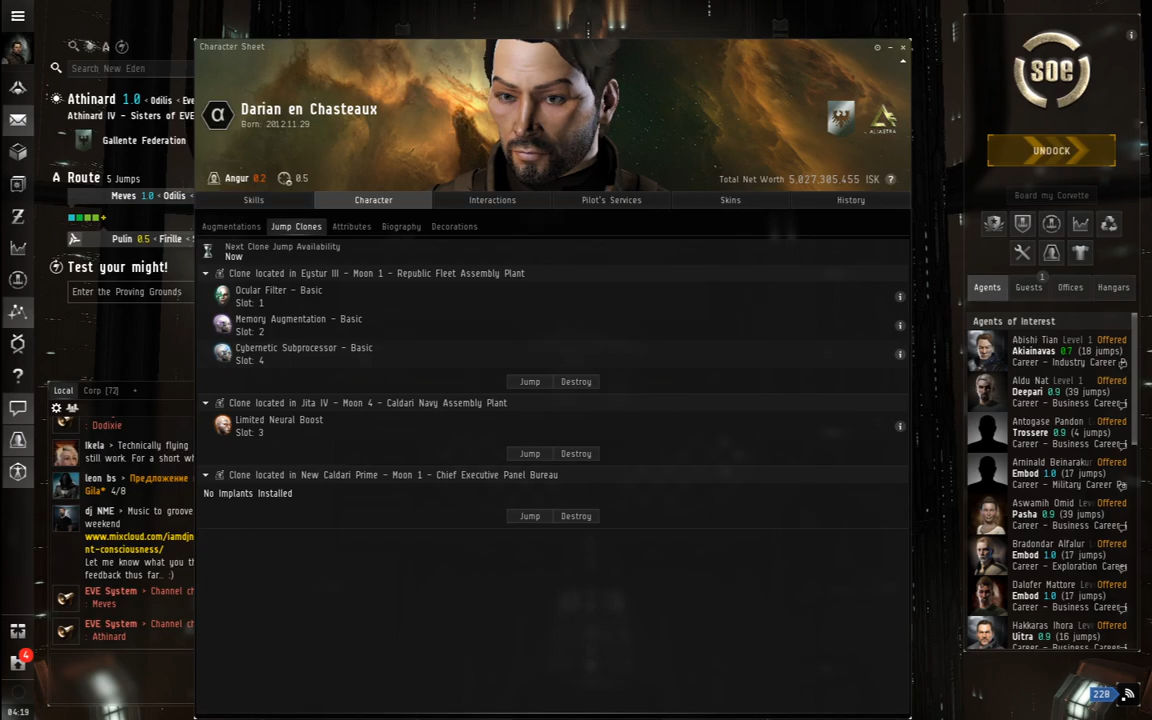 Search New Eden
Athinard 1.0 < Odilis < Eve
Athinard IV - Sisters of EVE
Gallente Federation
A Route 5 Jumps
Meves 1.0 < Odilis <
Pulin 0.5 < Firille <
Test your might!
Enter the Proving Grounds
Local
Corp [72]
: Dodixie
Ikela > Technically flying
still work. For a short wh
leon bs > Предложение
Gila* 4/8
dj NME > Music to groove
weekend
www.mixcloud.com/iamdjn
nt-consciousness/
Let me know what you th
feedback thus far.. :)
EVE System > Channel ch
: Meves
EVE System > Channel ch
: Athinard
4
04:19
Character Sheet
Darian en Chasteaux
Born: 2012.11.29
ALIASTRA
Angur 0.2
0.5
Total Net Worth 5,027,305,455 ISK ?
Skills
Character
Interactions
Pilot's Services
Skins
History
Augmentations
Jump Clones
Attributes
Biography
Decorations
Next Clone Jump Availability
Now
Clone located in Eystur III - Moon 1 - Republic Fleet Assembly Plant
Ocular Filter - Basic
Slot: 1
Memory Augmentation - Basic
Slot: 2
Cybernetic Subprocessor - Basic
Slot: 4
Jump
Destroy
Clone located in Jita IV - Moon 4 - Caldari Navy Assembly Plant
Limited Neural Boost
Slot: 3
Jump
Destroy
Clone located in New Caldari Prime - Moon 1 - Chief Executive Panel Bureau
No Implants Installed
Jump
Destroy
soe
UNDOCK
Board my Corvette
Agents
Guests
1
Offices
Hangars
Agents of Interest
Abishi Tian Level 1 Offered
Akiainavas 0.7 (18 jumps)
Career - Industry Career
Aldu Nat Level 1 Offered
Deepari 0.9 (39 jumps)
Career - Business Career
Antogase Pandon Offered
Trossere 0.9 (4 jumps)
Career - Business Career
Arninald Beinarakur Offered
Embod 1.0 (17 jumps)
Career - Military Career
Aswamih Omid Level Offered
Pasha 0.9 (39 jumps)
Career - Business Career
Bradondar Alfalur Offered
Embod 1.0 (17 jumps)
Career - Exploration Career
Dalofer Mattore Lev Offered
Embod 1.0 (17 jumps)
Career - Business Career
Hakkaras Ihora Lev Offered
Uitra 0.9 (16 jumps)
228